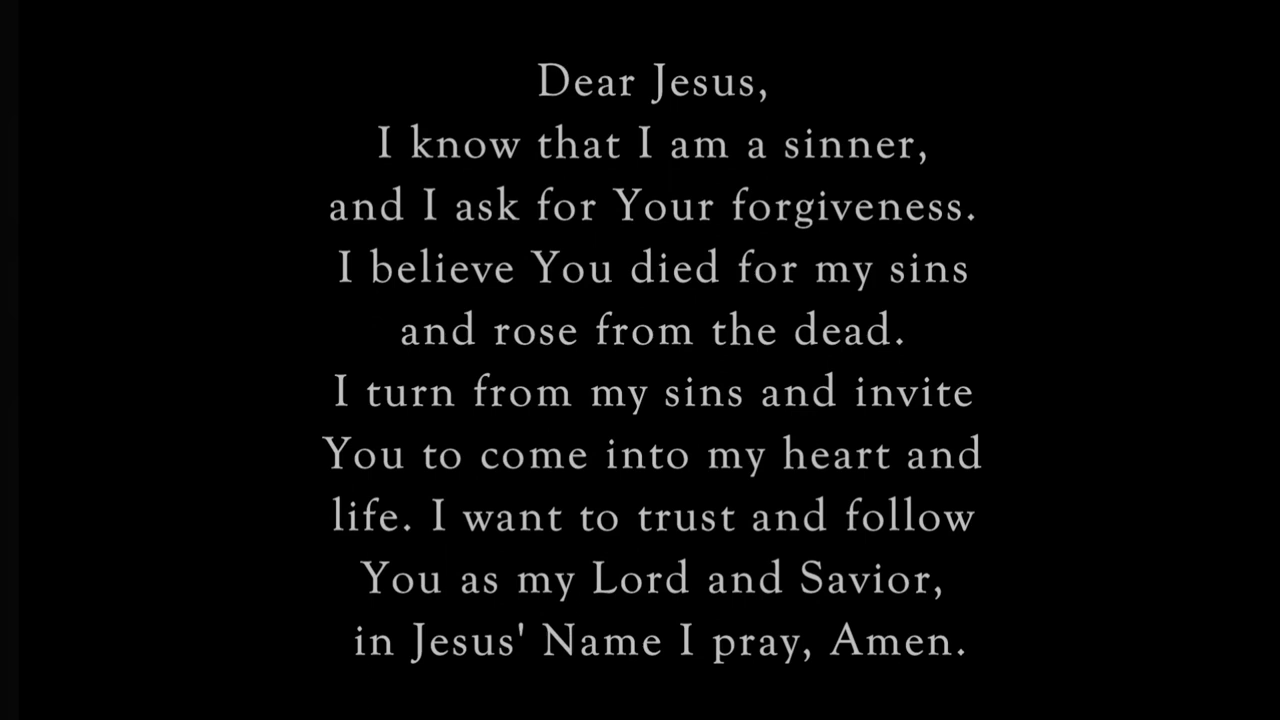 Dear Jesus,
I know that I am a sinner,
and I ask for Your forgiveness.
I believe You died for my sins
and rose from the dead.
I turn from my sins and invite
You to come into my heart and
life. I want to trust and follow
You as my Lord and Savior,
in Jesus' Name I pray, Amen.